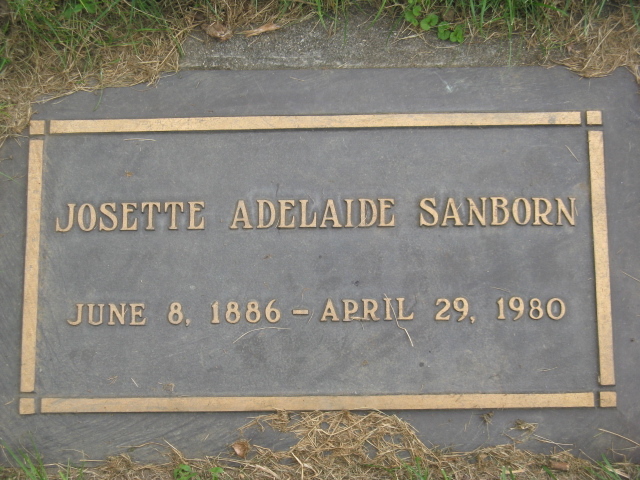 JOSETTE ADELAIDE SANBORN
JUNE 8, 1886 – APRIL 29, 1980